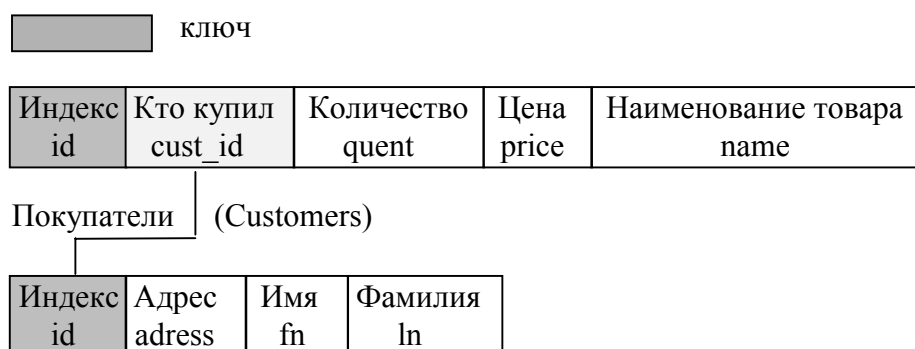 ключ
Индекс Кто купил Количество Цена Наименование товара
id cust_id quent price name
Покупатели (Customers)
Индекс Адрес Имя Фамилия
id adress fn ln